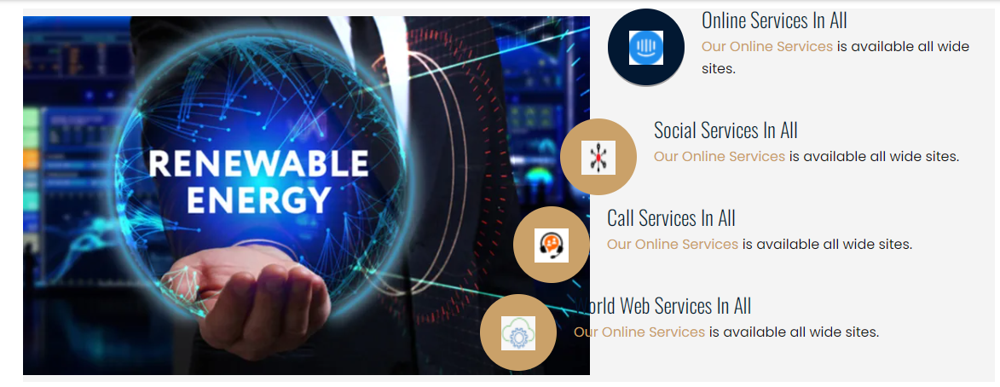 RENEWABLE
ENERGY
Online Services In All
Our Online Services is available all wide
sites.
Social Services In All
Our Online Services is available all wide sites.
Call Services In All
Our Online Services is available all wide sites.
World Web Services In All
Our Online Services is available all wide sites.